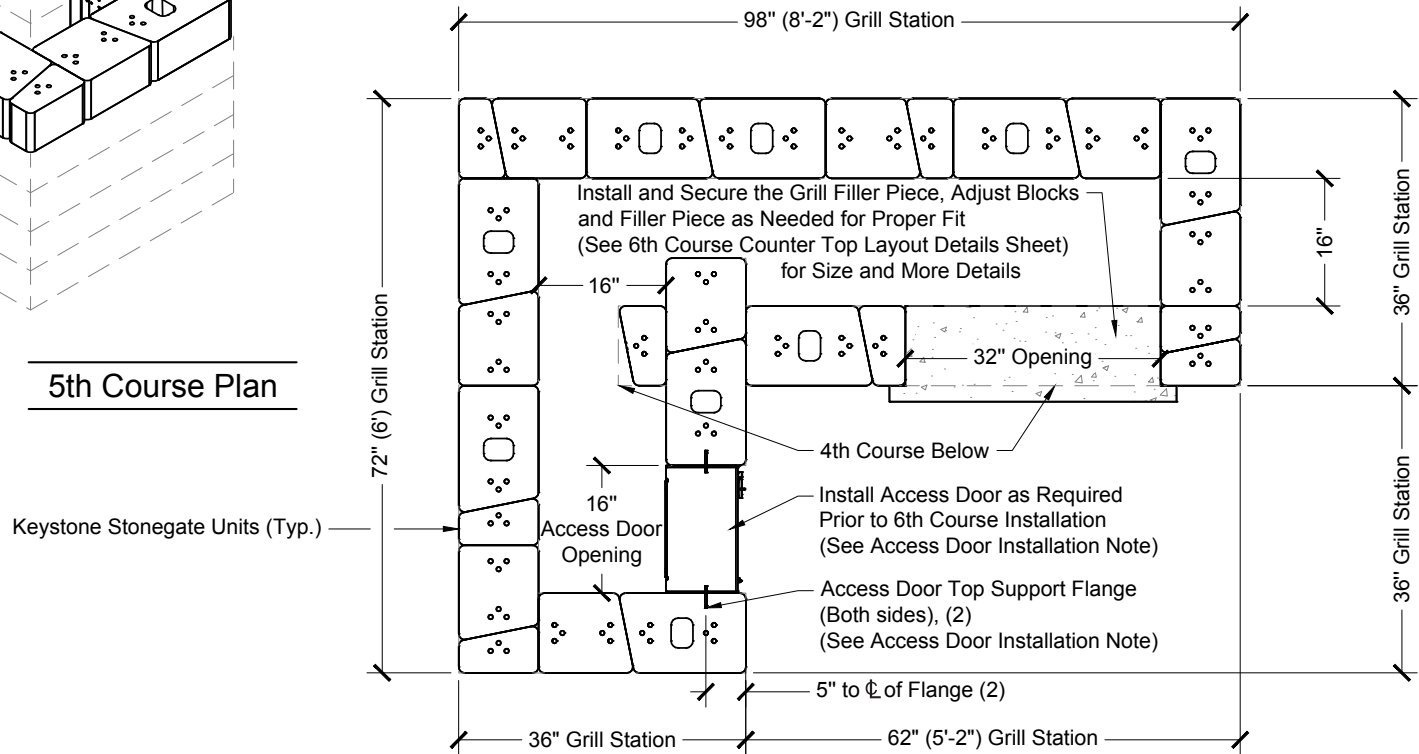 98" (8'-2") Grill Station
Install and Secure the Grill Filler Piece, Adjust Blocks
and Filler Piece as Needed for Proper Fit
(See 6th Course Counter Top Layout Details Sheet)
for Size and More Details
16"
16"
36" Grill Station
72" (6') Grill Station
5th Course Plan
32" Opening
4th Course Below
Install Access Door as Required
Prior to 6th Course Installation
(See Access Door Installation Note)
16"
Access Door
Opening
Keystone Stonegate Units (Typ.)
36" Grill Station
Access Door Top Support Flange
(Both sides), (2)
(See Access Door Installation Note)
5" to ℄ of Flange (2)
36" Grill Station
62" (5'-2") Grill Station